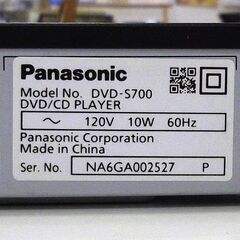 Panasonic
Model No. DVD-S700
DVD/CD PLAYER
~ 120V 10W 60Hz
Panasonic Corporation
Made in China
Ser. No. NA6GA002527 P